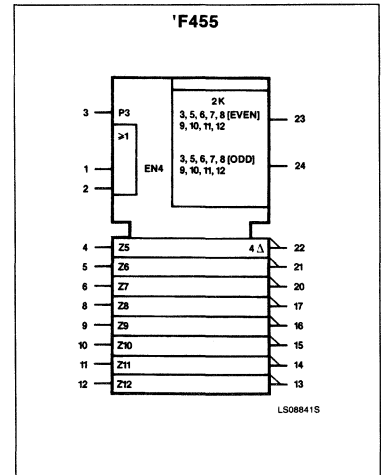 'F455
2K
3 P3 3, 5, 6, 7, 8 [EVEN] 23
9, 10, 11, 12
≥1
3, 5, 6, 7, 8 [ODD] 24
1 EN4 9, 10, 11, 12
2
4 Z5 4 Δ 22
5 Z6 21
6 Z7 20
8 Z8 17
9 Z9 16
10 Z10 15
11 Z11 14
12 Z12 13
LS08841S